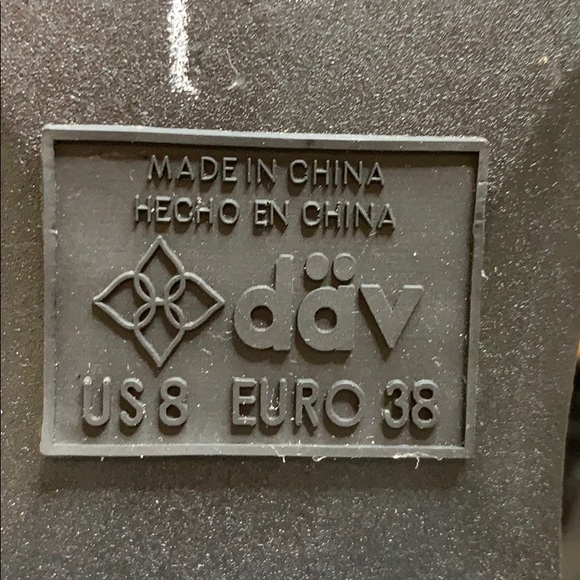 MADE IN CHINA
HECHO EN CHINA
däv
US 8 EURO 38